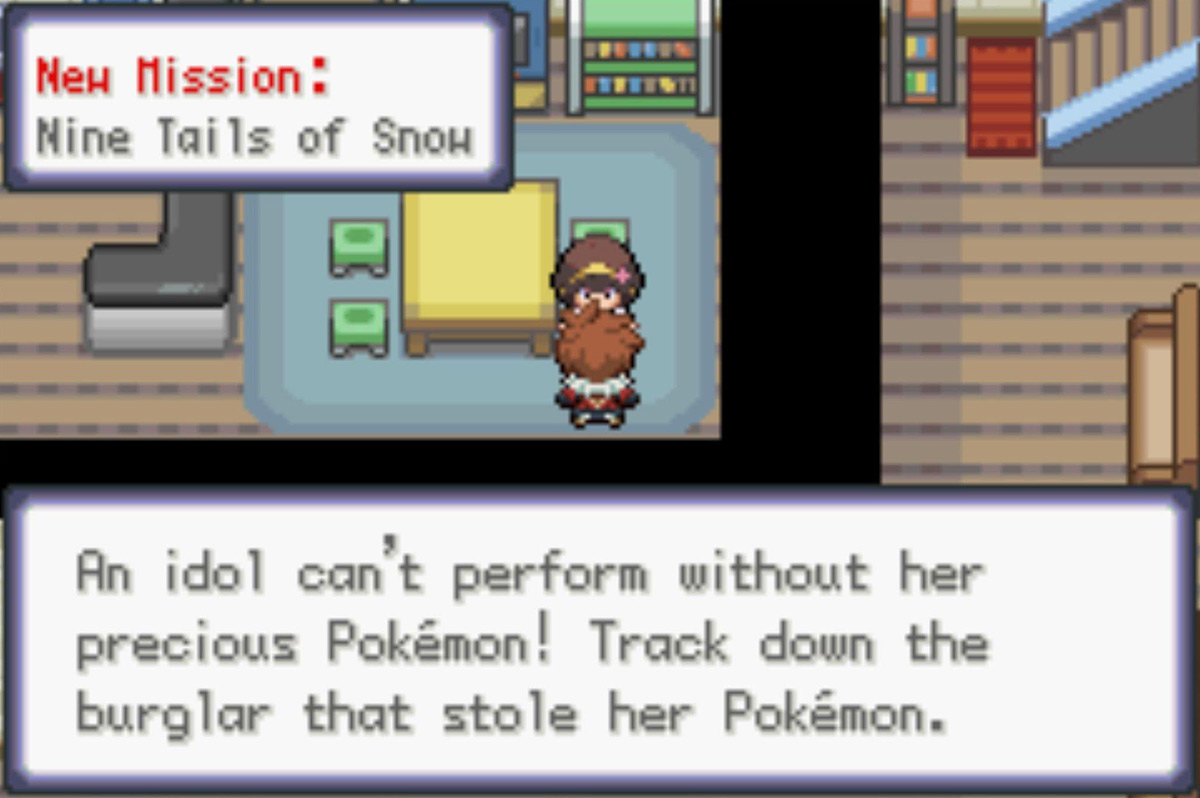 New Mission:
Nine Tails of Snow
An idol can't perform without her
precious Pokémon! Track down the
burglar that stole her Pokémon.